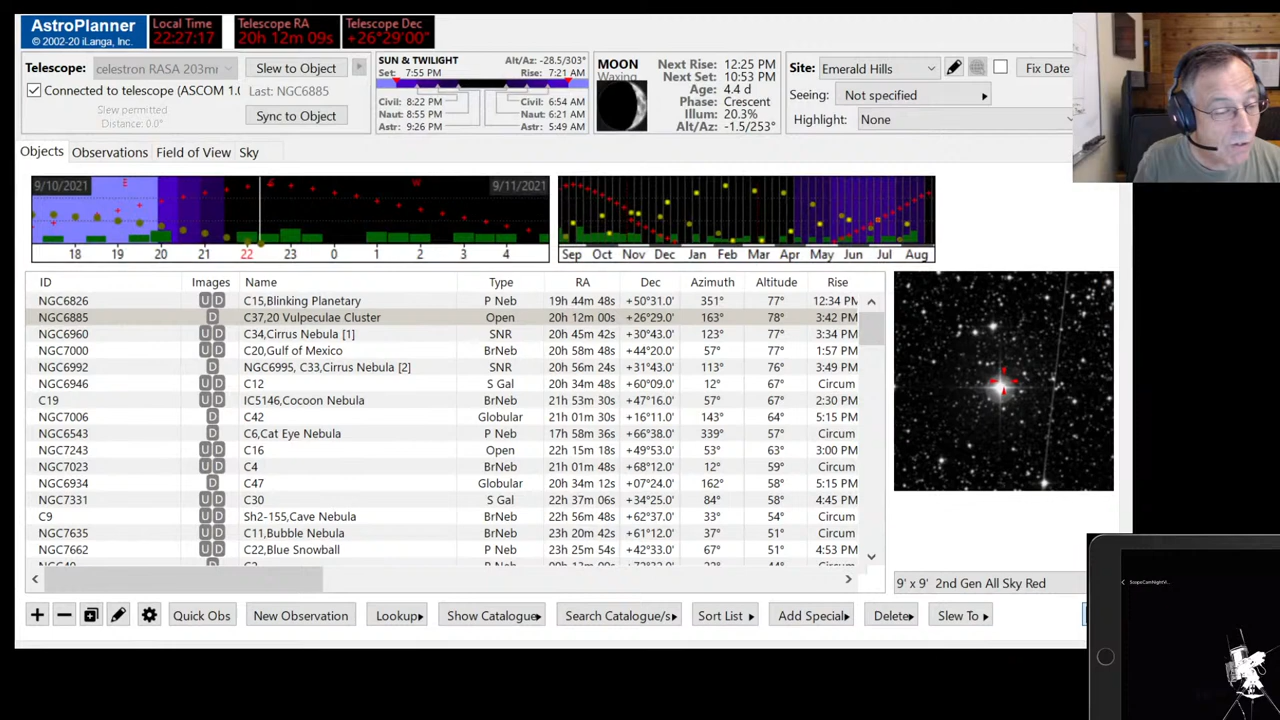 AstroPlanner
© 2002-20 iLanga, Inc.
Local Time
22:27:17
Telescope RA
20h 12m 09s
Telescope Dec
+26°29'00"
Telescope: celestron RASA 203m
Slew to Object
Connected to telescope (ASCOM 1.0
Last: NGC6885
Slew permitted
Distance: 0.0°
Sync to Object
SUN & TWILIGHT Alt/Az: -28.5/303°
Set: 7:55 PM Rise: 7:21 AM
Civil: 8:22 PM Civil: 6:54 AM
Naut: 8:55 PM Naut: 6:21 AM
Astr: 9:26 PM Astr: 5:49 AM
MOON
Waxing
Next Rise: 12:25 PM
Next Set: 10:53 PM
Age: 4.4 d
Phase: Crescent
Illum: 20.3%
Alt/Az: -1.5/253°
Site: Emerald Hills
Fix Date
Seeing: Not specified
Highlight: None
Objects Observations Field of View Sky
9/10/2021 E W 9/11/2021
18 19 20 21 22 23 0 1 2 3 4
Sep Oct Nov Dec Jan Feb Mar Apr May Jun Jul Aug
ID Images Name Type RA Dec Azimuth Altitude Rise
NGC6826 U D C15,Blinking Planetary P Neb 19h 44m 48s +50°31.0' 351° 77° 12:34 PM
NGC6885 D C37,20 Vulpeculae Cluster Open 20h 12m 00s +26°29.0' 163° 78° 3:42 PM
NGC6960 U D C34,Cirrus Nebula [1] SNR 20h 45m 42s +30°43.0' 123° 77° 3:34 PM
NGC7000 U D C20,Gulf of Mexico BrNeb 20h 58m 48s +44°20.0' 57° 77° 1:57 PM
NGC6992 D NGC6995, C33,Cirrus Nebula [2] SNR 20h 56m 24s +31°43.0' 113° 76° 3:49 PM
NGC6946 U D C12 S Gal 20h 34m 48s +60°09.0' 12° 67° Circum
C19 U D IC5146,Cocoon Nebula BrNeb 21h 53m 30s +47°16.0' 57° 67° 2:30 PM
NGC7006 D C42 Globular 21h 01m 30s +16°11.0' 143° 64° 5:15 PM
NGC6543 U D C6,Cat Eye Nebula P Neb 17h 58m 36s +66°38.0' 339° 57° Circum
NGC7243 D C16 Open 22h 15m 18s +49°53.0' 53° 63° 3:00 PM
NGC7023 U D C4 BrNeb 21h 01m 48s +68°12.0' 12° 59° Circum
NGC6934 D C47 Globular 20h 34m 12s +07°24.0' 162° 58° 5:15 PM
NGC7331 U D C30 S Gal 22h 37m 06s +34°25.0' 84° 58° 4:45 PM
C9 U D Sh2-155,Cave Nebula BrNeb 22h 56m 48s +62°37.0' 33° 54° Circum
NGC7635 U D C11,Bubble Nebula BrNeb 23h 20m 42s +61°12.0' 37° 51° Circum
NGC7662 U D C22,Blue Snowball P Neb 23h 25m 54s +42°33.0' 67° 51° 4:53 PM
9' x 9' 2nd Gen All Sky Red
Quick Obs New Observation Lookup Show Catalogue Search Catalogue/s Sort List Add Special Delete Slew To